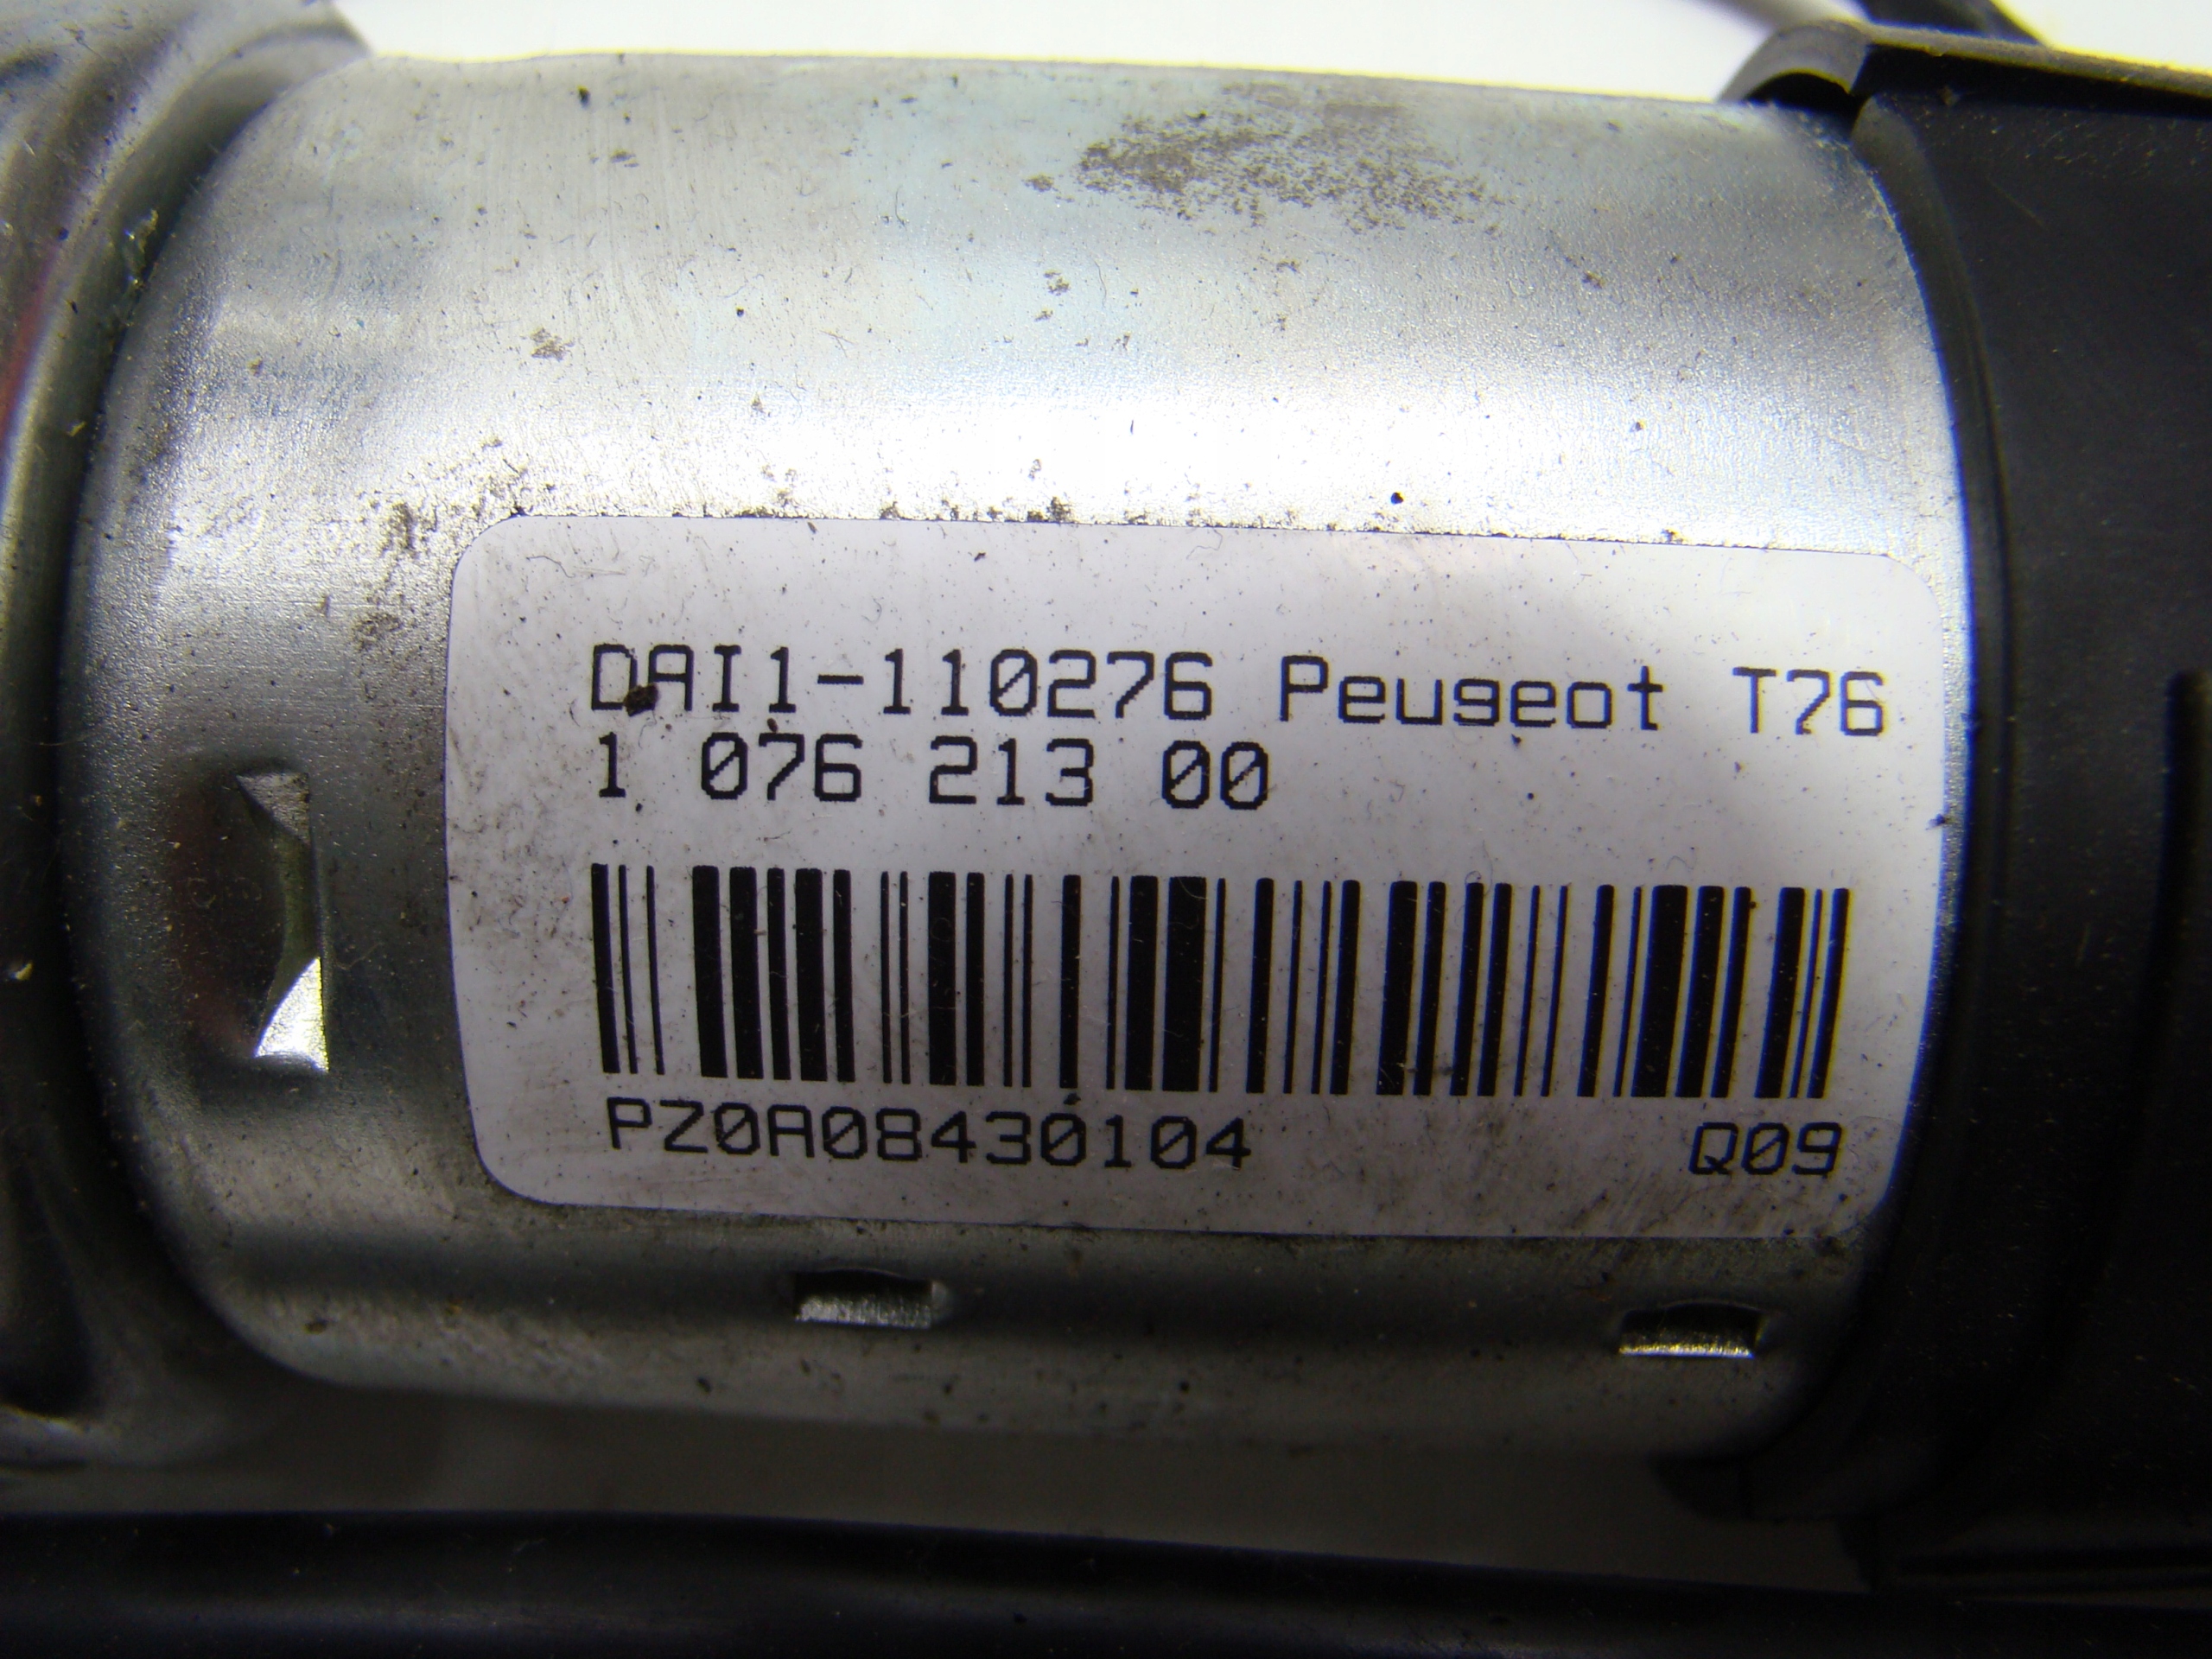 DAI1-110276 Peugeot T76
1 076 213 00
PZ0A08430104 Q09